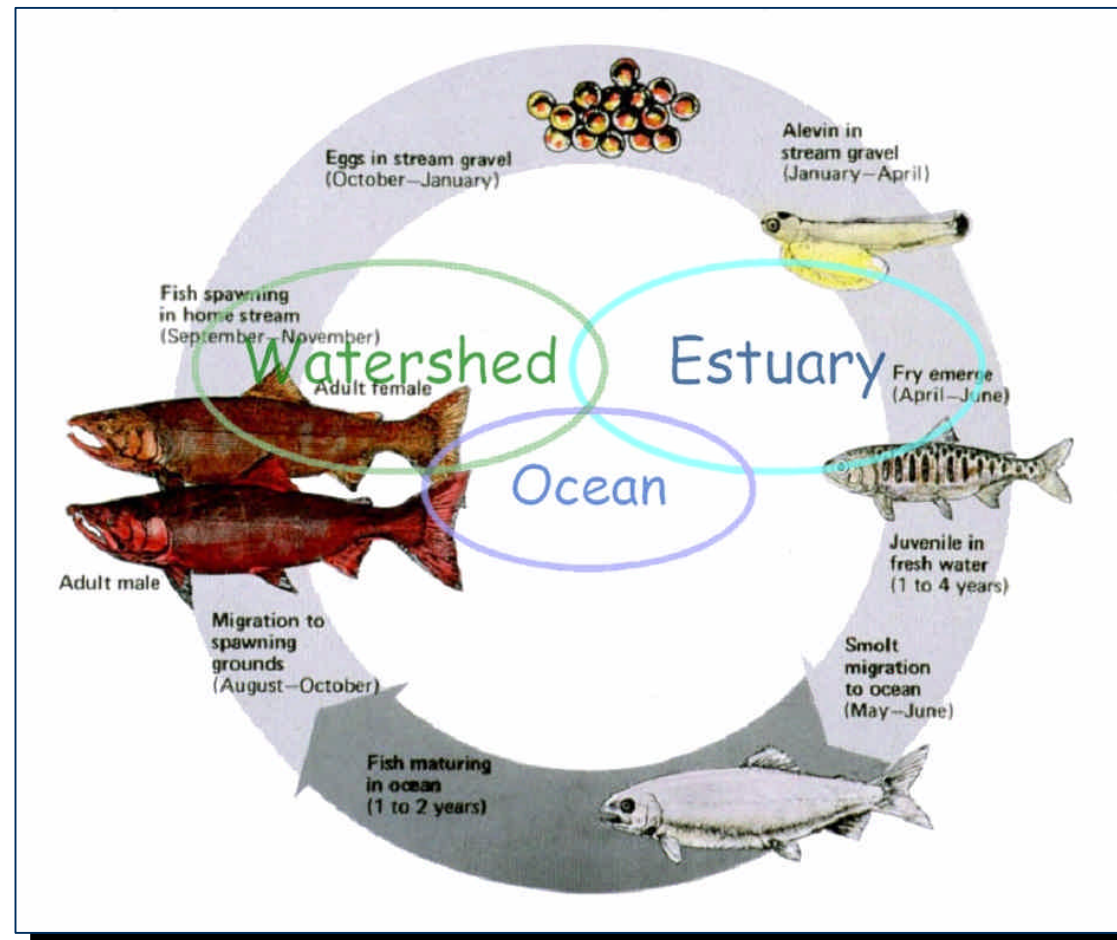 Eggs in stream gravel
(October–January)
Alevin in
stream gravel
(January–April)
Fry emerge
(April–June)
Juvenile in
fresh water
(1 to 4 years)
Smolt
migration
to ocean
(May–June)
Fish maturing
in ocean
(1 to 2 years)
Migration to
spawning
grounds
(August–October)
Adult male
Adult female
Fish spawning
in home stream
(September–November)
Watershed
Estuary
Ocean